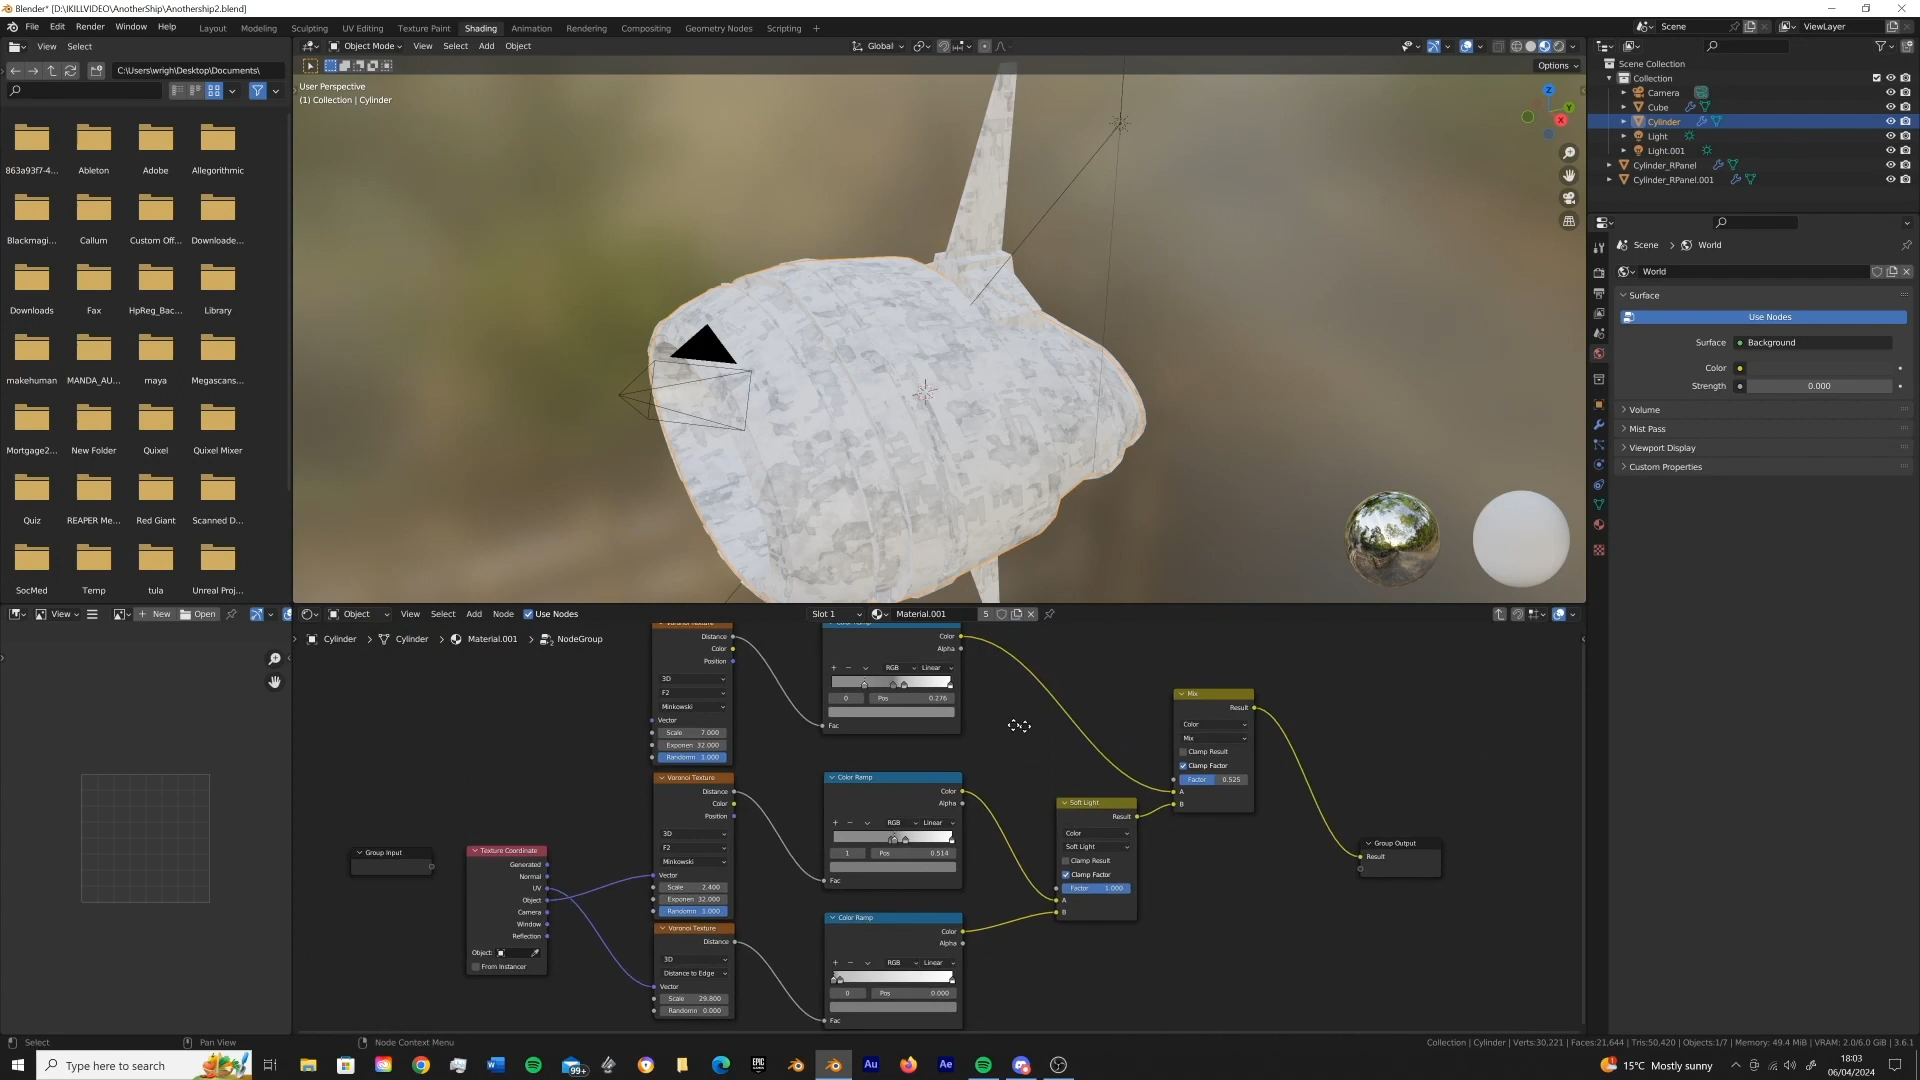 Blender* [D:\IKILLVIDEO\AnotherShip\Anothership2.blend]
File Edit Render Window Help Layout Modeling Sculpting UV Editing Texture Paint Shading Animation Rendering Compositing Geometry Nodes Scripting + Scene ViewLayer
View Select Object Mode View Select Add Object Global
C:\Users\wrigh\Desktop\Documents\ Options
User Perspective
(1) Collection | Cylinder
Scene Collection
Collection
Camera
Cube
Cylinder
Light
Light.001
Cylinder_RPanel
Cylinder_RPanel.001
863a93f7-4... Ableton Adobe Allegorithmic
Blackmagi... Callum Custom Off... Downloade...
Downloads Fax HpReg_Bac... Library
makehuman MANDA_AU... maya Megascans...
Mortgage2... New Folder Quixel Quixel Mixer
Quiz REAPER Me... Red Giant Scanned D...
SocMed Temp tula Unreal Proj...
Z
Y
X
Scene > World
World
Surface
Use Nodes
Surface Background
Color
Strength 0.000
Volume
Mist Pass
Viewport Display
Custom Properties
View New Open Object View Select Add Node Use Nodes Slot 1 Material.001 5
Cylinder > Cylinder > Material.001 > NodeGroup
Distance
Color
Position
3D
F2
Minkowski
Vector
Scale 7.000
Exponen 32.000
Randomn 1.000
Color
Alpha
RGB Linear
0 Pos 0.276
Fac
Voronoi Texture
Distance
Color
Position
3D
F2
Minkowski
Vector
Scale 2.400
Exponen 32.000
Randomn 1.000
Color Ramp
Color
Alpha
RGB Linear
1 Pos 0.514
Fac
Voronoi Texture
Distance
3D
Distance to Edge
Vector
Scale 29.800
Randomn 0.000
Color Ramp
Color
Alpha
RGB Linear
0 Pos 0.000
Fac
Group Input
Texture Coordinate
Generated
Normal
UV
Object
Camera
Window
Reflection
Object:
From Instancer
Soft Light
Result
Color
Soft Light
Clamp Result
Clamp Factor
Factor 1.000
A
B
Mix
Result
Color
Mix
Clamp Result
Clamp Factor
Factor 0.525
A
B
Group Output
Result
Select Pan View Node Context Menu Collection | Cylinder | Verts:30,221 | Faces:21,644 | Tris:50,420 | Objects:1/7 | Memory: 49.4 MiB | VRAM: 2.0/6.0 GiB | 3.6.1
Type here to search 99+ EPIC GAMES Au Ae 15°C Mostly sunny 18:03
06/04/2024